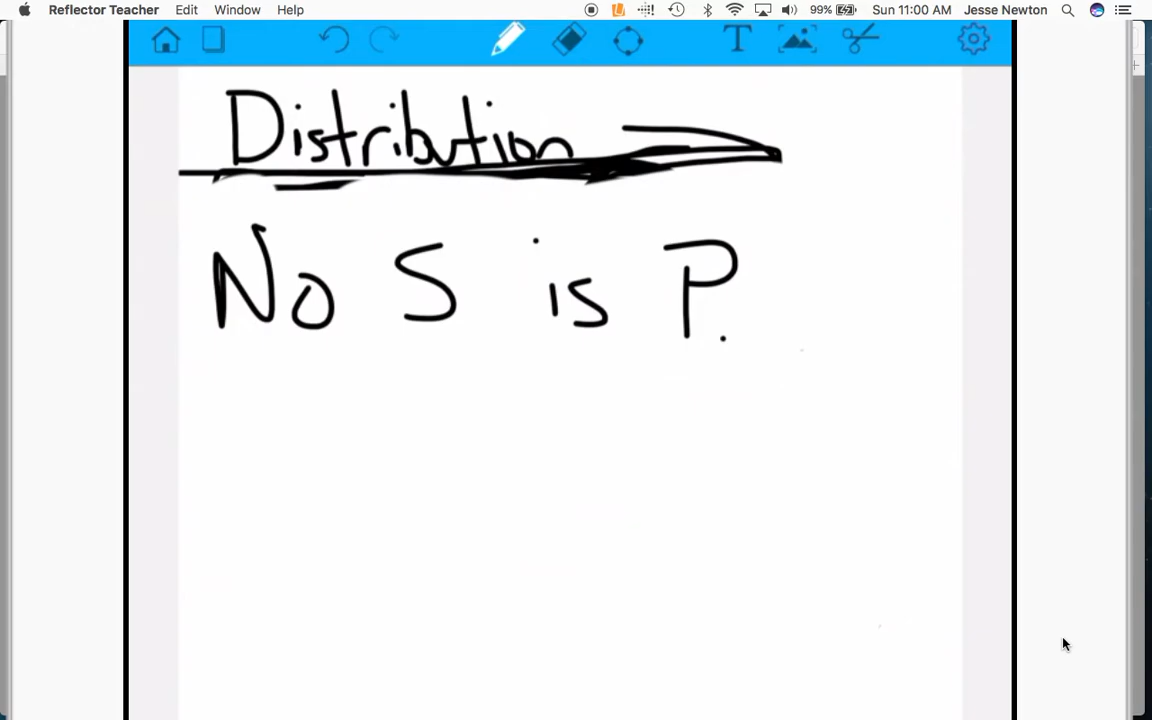 Reflector Teacher Edit Window Help 99% Sun 11:00 AM Jesse Newton
T
Distribution
No S is P.